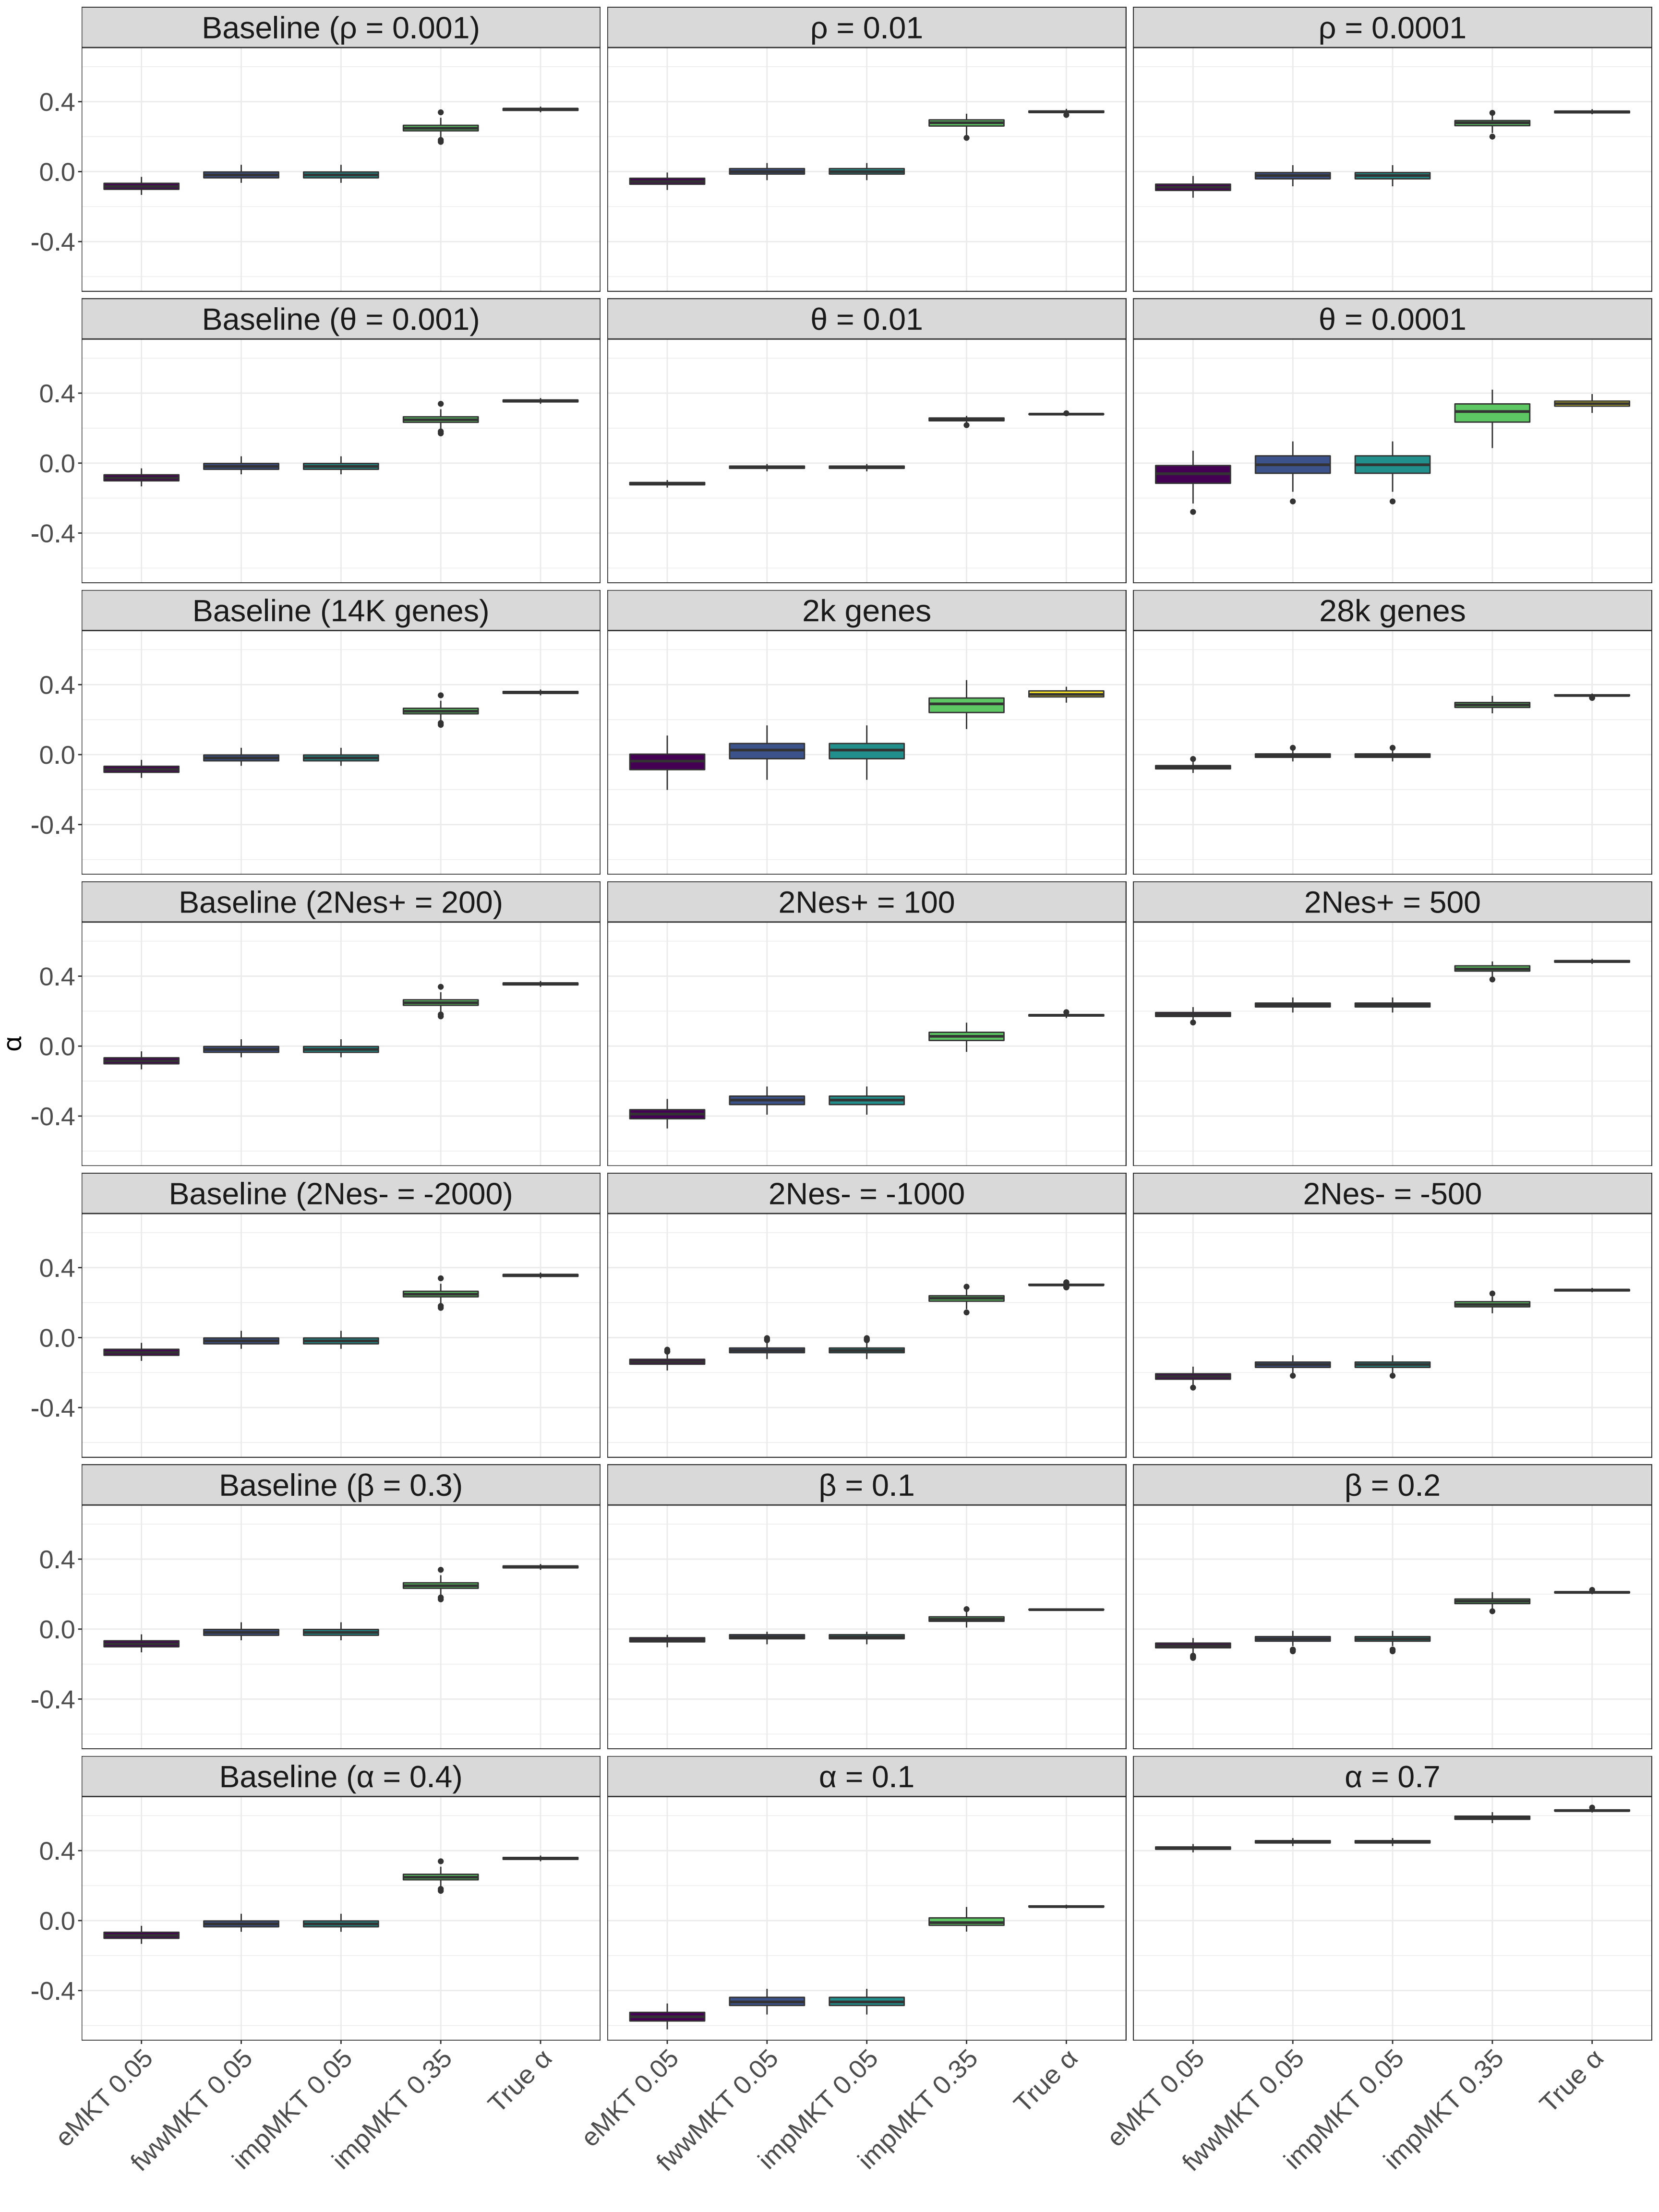 Baseline (ρ = 0.001)
ρ = 0.01
ρ = 0.0001
0.4
0.0
-0.4
Baseline (θ = 0.001)
θ = 0.01
θ = 0.0001
0.4
0.0
-0.4
Baseline (14K genes)
2k genes
28k genes
0.4
0.0
-0.4
Baseline (2Nes+ = 200)
2Nes+ = 100
2Nes+ = 500
0.4
0.0
-0.4
α
Baseline (2Nes- = -2000)
2Nes- = -1000
2Nes- = -500
0.4
0.0
-0.4
Baseline (β = 0.3)
β = 0.1
β = 0.2
0.4
0.0
-0.4
Baseline (α = 0.4)
α = 0.1
α = 0.7
0.4
0.0
-0.4
eMKT 0.05
fwwMKT 0.05
impMKT 0.05
impMKT 0.35
True α
eMKT 0.05
fwwMKT 0.05
impMKT 0.05
impMKT 0.35
True α
eMKT 0.05
fwwMKT 0.05
impMKT 0.05
impMKT 0.35
True α